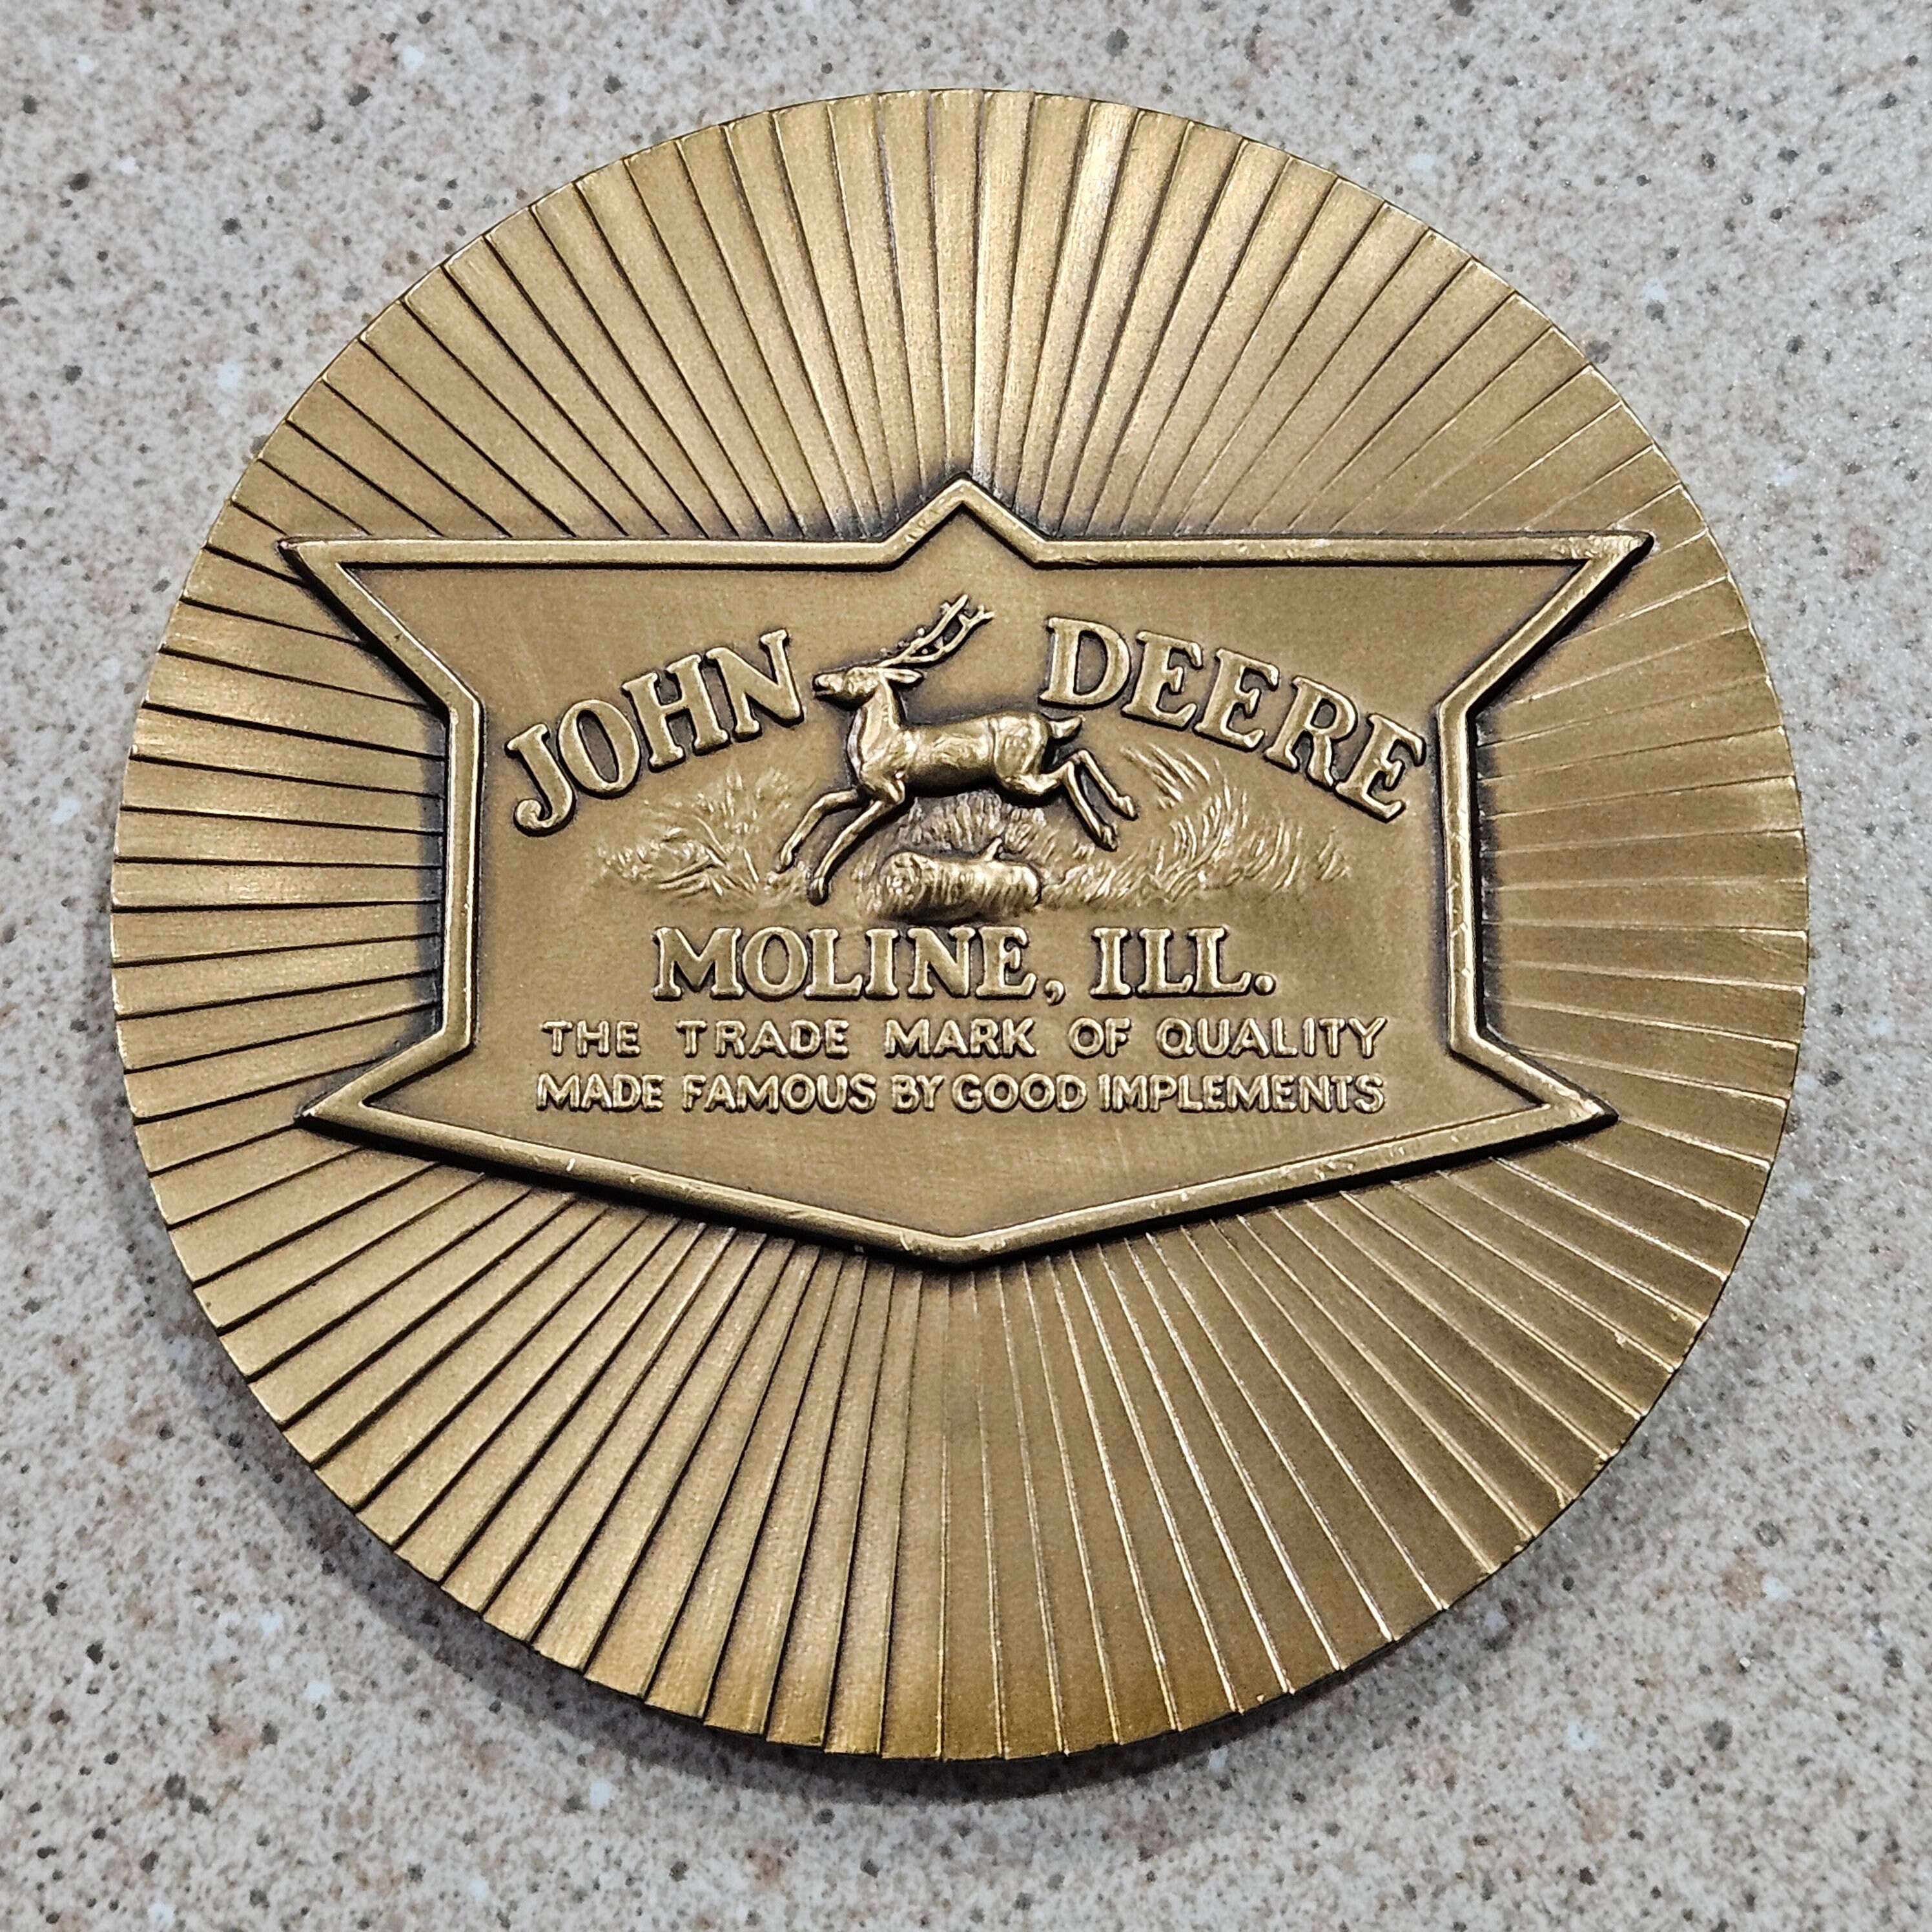 JOHN DEERE
MOLINE, ILL.
THE TRADE MARK OF QUALITY
MADE FAMOUS BY GOOD IMPLEMENTS